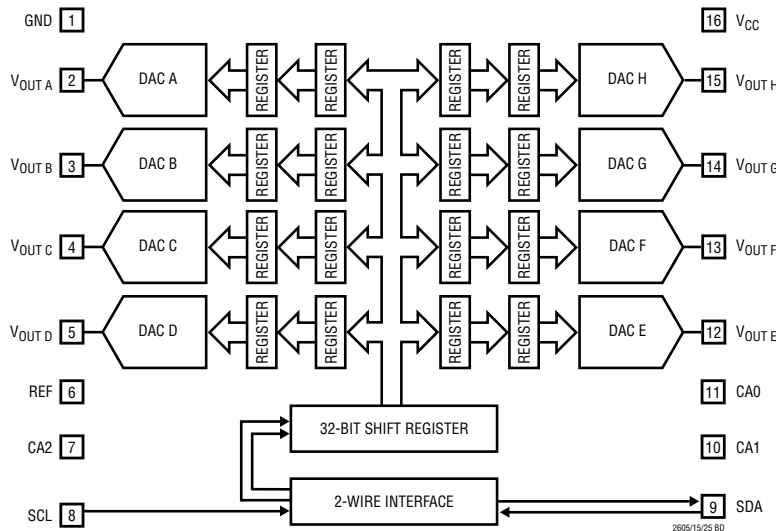 GND 1
16 VCC
VOUT A 2 DAC A REGISTER REGISTER REGISTER REGISTER DAC H 15 VOUT H
VOUT B 3 DAC B REGISTER REGISTER REGISTER REGISTER DAC G 14 VOUT G
VOUT C 4 DAC C REGISTER REGISTER REGISTER REGISTER DAC F 13 VOUT F
VOUT D 5 DAC D REGISTER REGISTER REGISTER REGISTER DAC E 12 VOUT E
REF 6
11 CA0
32-BIT SHIFT REGISTER
CA2 7
10 CA1
2-WIRE INTERFACE
SCL 8
9 SDA
2605/15/25 BD